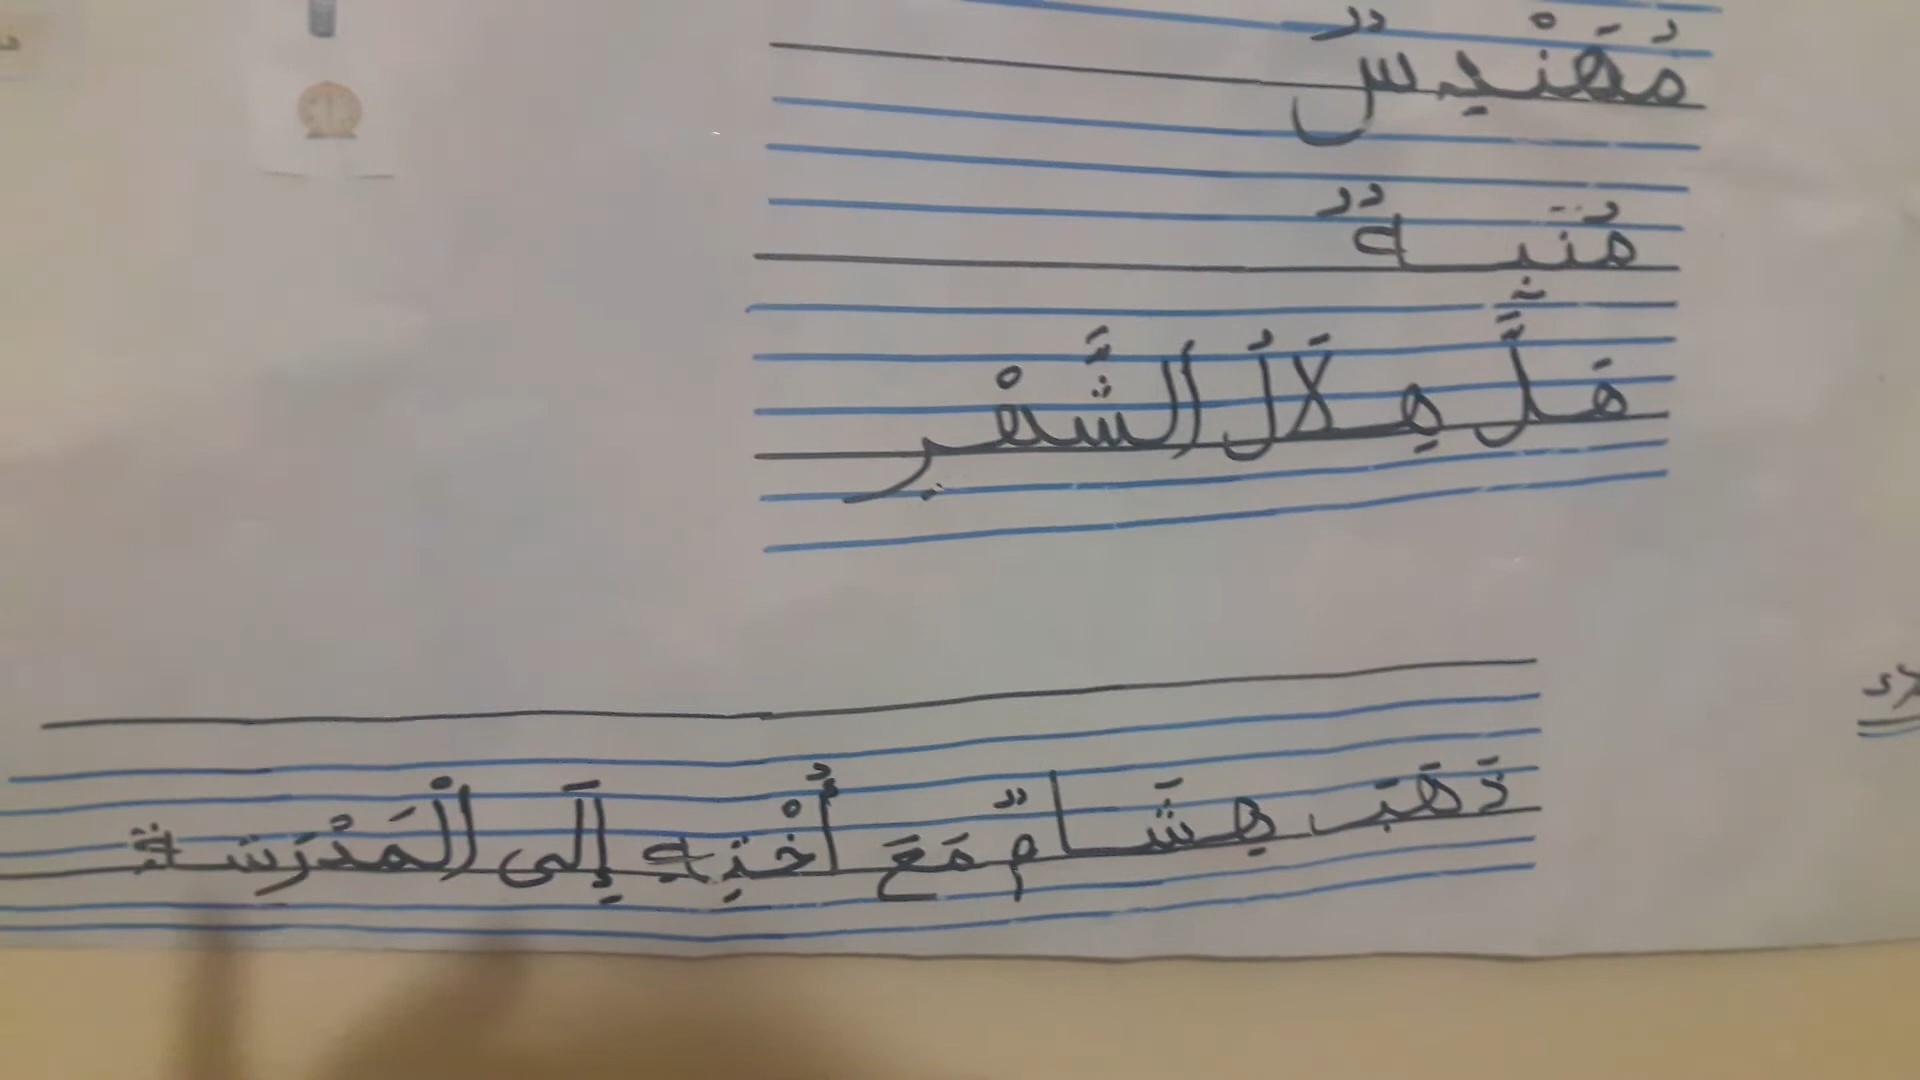 مُهَنْدِسٌ
مُنَبِّهٌ
هَلَّ هِلَالُ الشَّهْرِ
ذَهَبَ هِشَامٌ مَعَ أُخْتِهِ إِلَى الْمَدْرَسَةِ